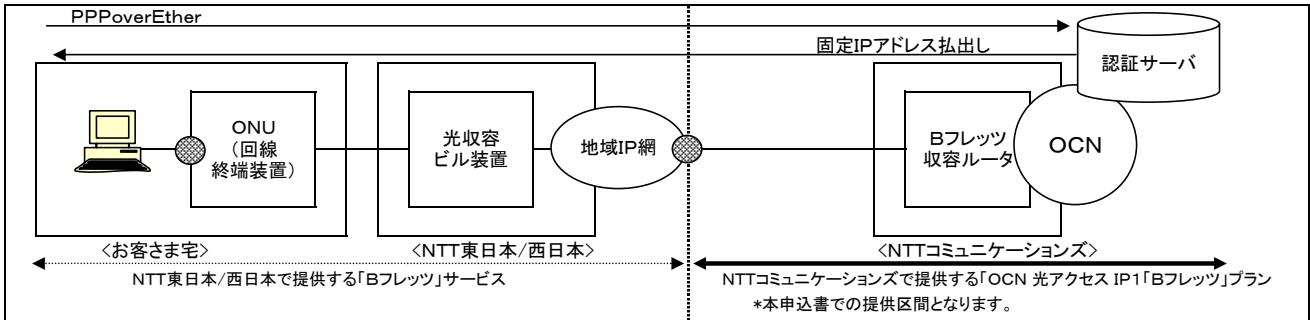 PPPoverEther
固定IPアドレス払出し
認証サーバ
ONU
(回線
終端装置)
光収容
ビル装置
地域IP網
Bフレッツ
収容ルータ
OCN
<お客さま宅>
<NTT東日本/西日本>
<NTTコミュニケーションズ>
NTT東日本/西日本で提供する「Bフレッツ」サービス
NTTコミュニケーションズで提供する「OCN 光アクセス IP1「Bフレッツ」プラン
*本申込書での提供区間となります。